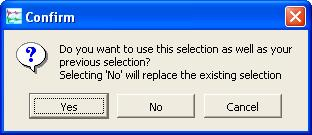 Confirm
Do you want to use this selection as well as your
previous selection?
Selecting 'No' will replace the existing selection
Yes
No
Cancel